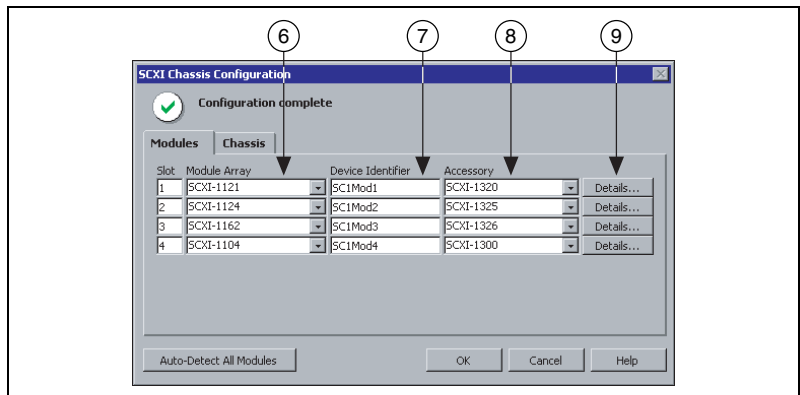 6 7 8 9
SCXI Chassis Configuration
Configuration complete
Modules Chassis
Slot Module Array Device Identifier Accessory
1 SCXI-1121 SC1Mod1 SCXI-1320 Details...
2 SCXI-1124 SC1Mod2 SCXI-1325 Details...
3 SCXI-1162 SC1Mod3 SCXI-1326 Details...
4 SCXI-1104 SC1Mod4 SCXI-1300 Details...
Auto-Detect All Modules OK Cancel Help